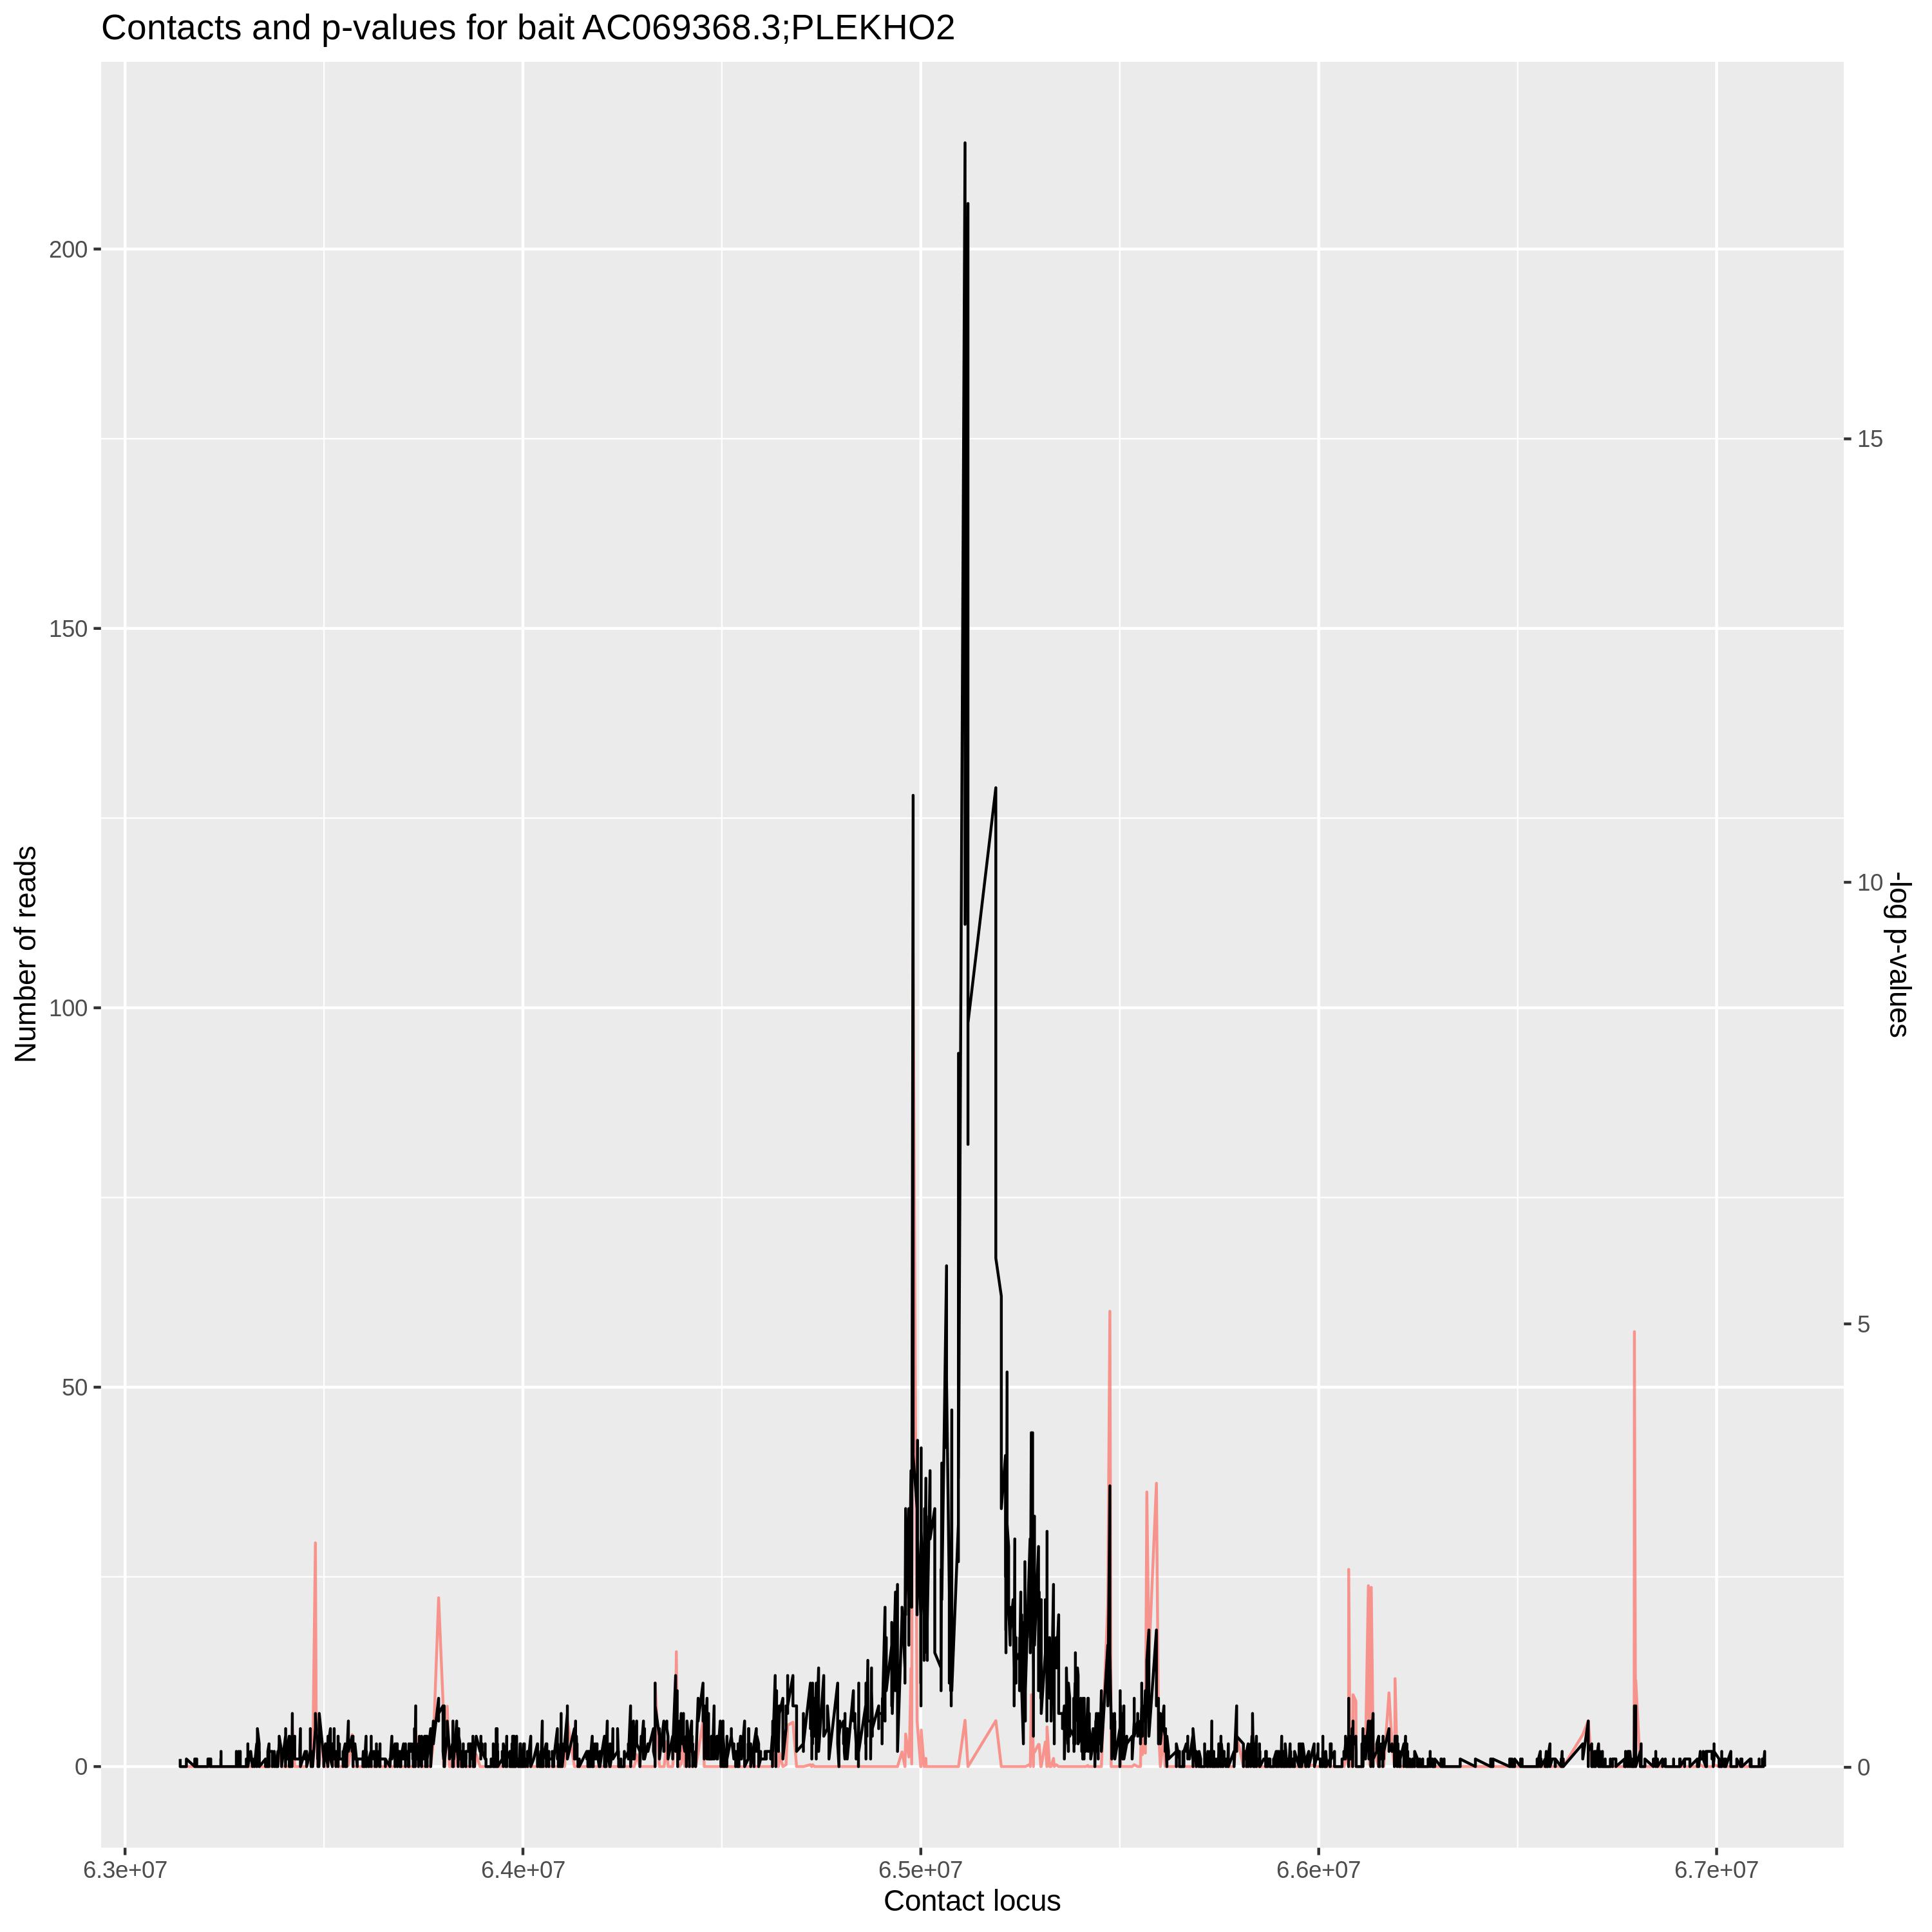 Contacts and p-values for bait AC069368.3;PLEKHO2
200
150
100
50
0
Number of reads
15
10
5
0
-log p-values
6.3e+07
6.4e+07
6.5e+07
6.6e+07
6.7e+07
Contact locus